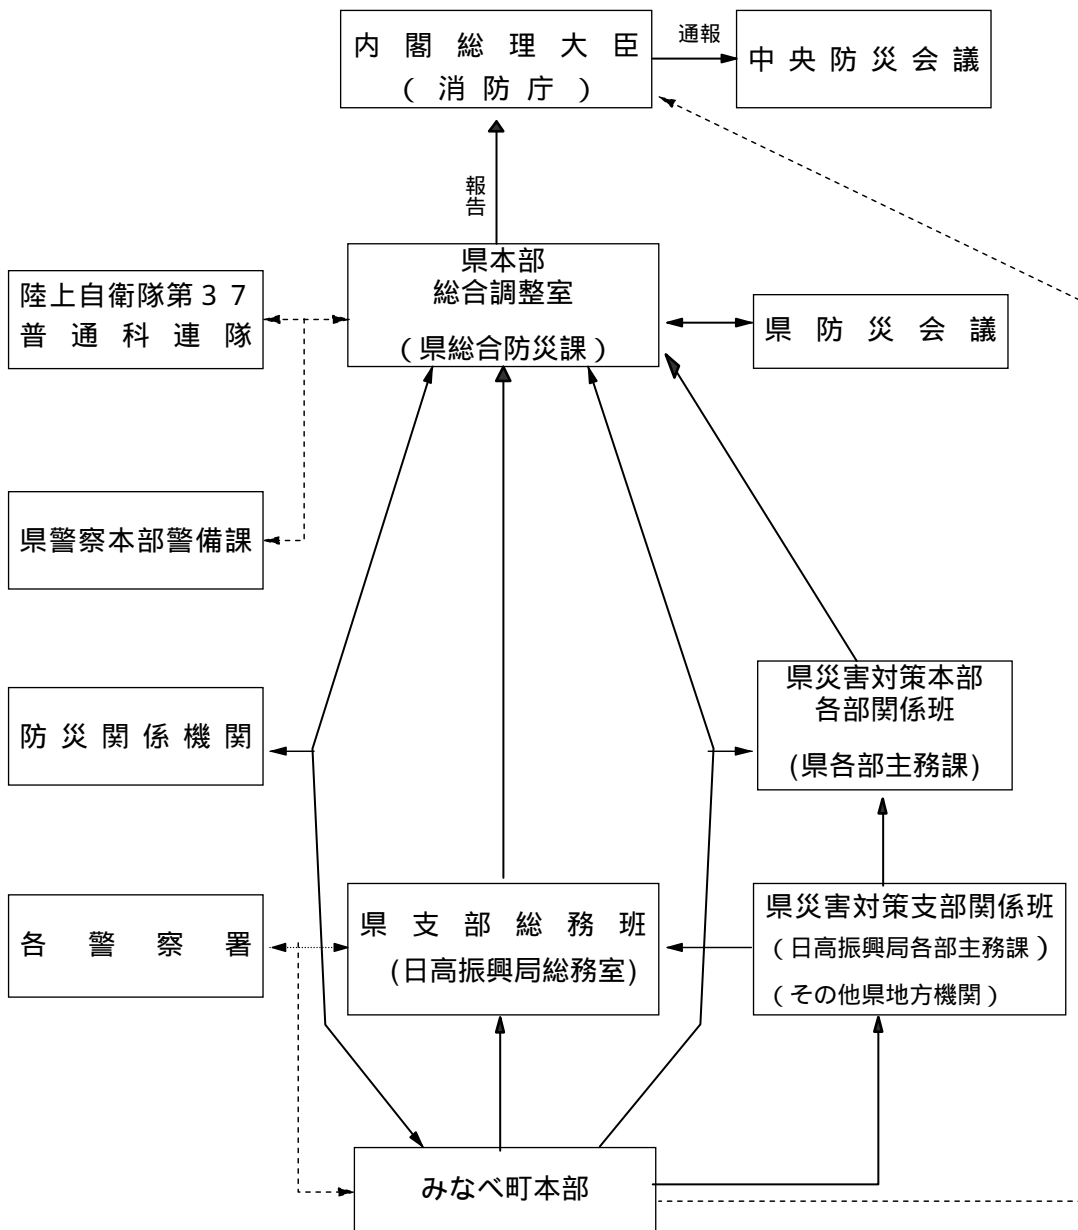 内閣総理大臣
(消防庁)
通報
中央防災会議
報告
県本部
総合調整室
(県総合防災課)
陸上自衛隊第37
普通科連隊
県防災会議
県警察本部警備課
防災関係機関
県災害対策本部
各部関係班
(県各部主務課)
各警察署
県支部総務班
(日高振興局総務室)
県災害対策支部関係班
(日高振興局各部主務課)
(その他県地方機関)
みなべ町本部